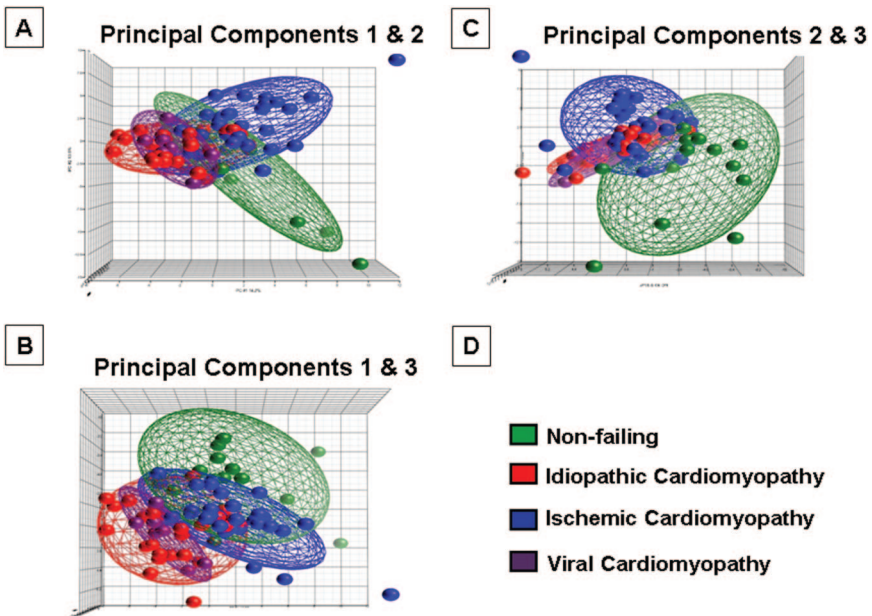 A
Principal Components 1 & 2
C
Principal Components 2 & 3
B
Principal Components 1 & 3
D
Non-failing
Idiopathic Cardiomyopathy
Ischemic Cardiomyopathy
Viral Cardiomyopathy